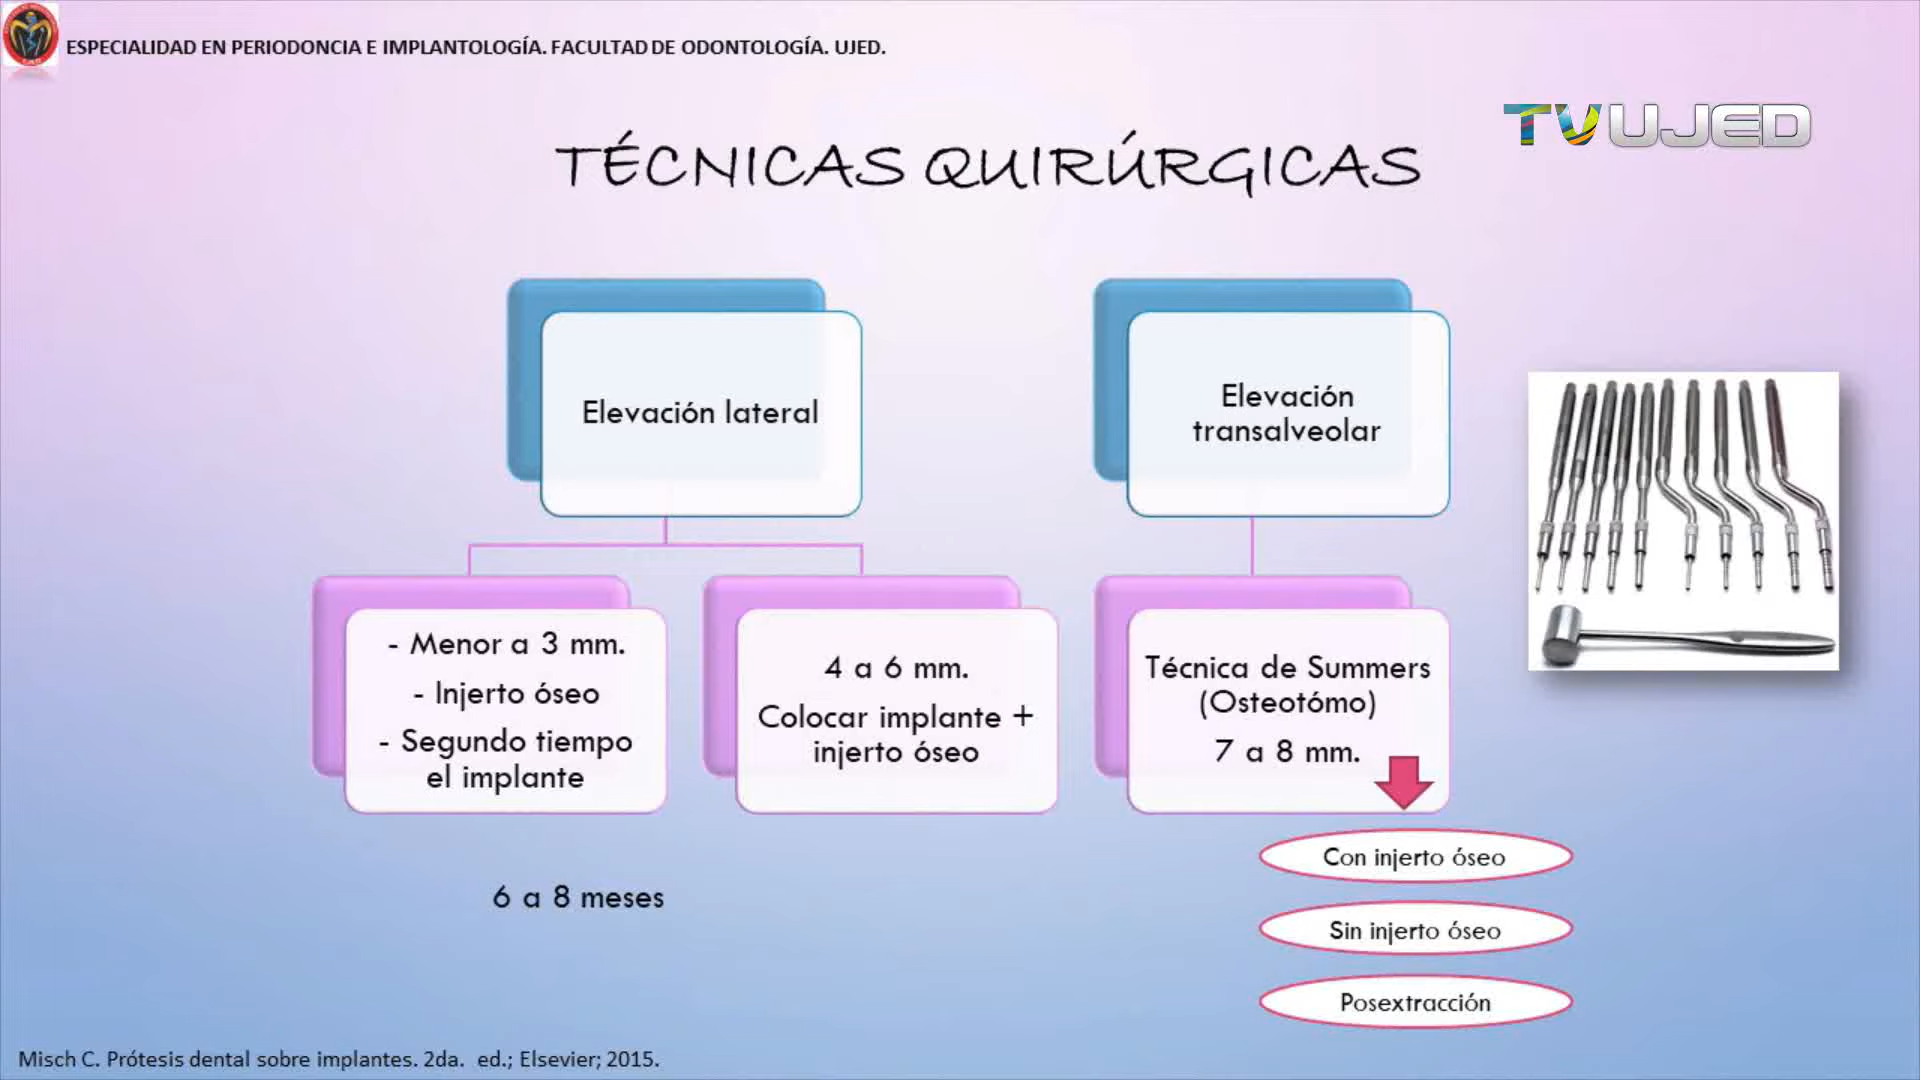 ESPECIALIDAD EN PERIODONCIA E IMPLANTOLOGÍA. FACULTAD DE ODONTOLOGÍA. UJED.
TVUJED
TÉCNICAS QUIRÚRGICAS
Elevación lateral
Elevación
transalveolar
- Menor a 3 mm.
- Injerto óseo
- Segundo tiempo
el implante
4 a 6 mm.
Colocar implante +
injerto óseo
Técnica de Summers
(Osteotómo)
7 a 8 mm.
Con injerto óseo
6 a 8 meses
Sin injerto óseo
Posextracción
Misch C. Prótesis dental sobre implantes. 2da. ed.; Elsevier; 2015.